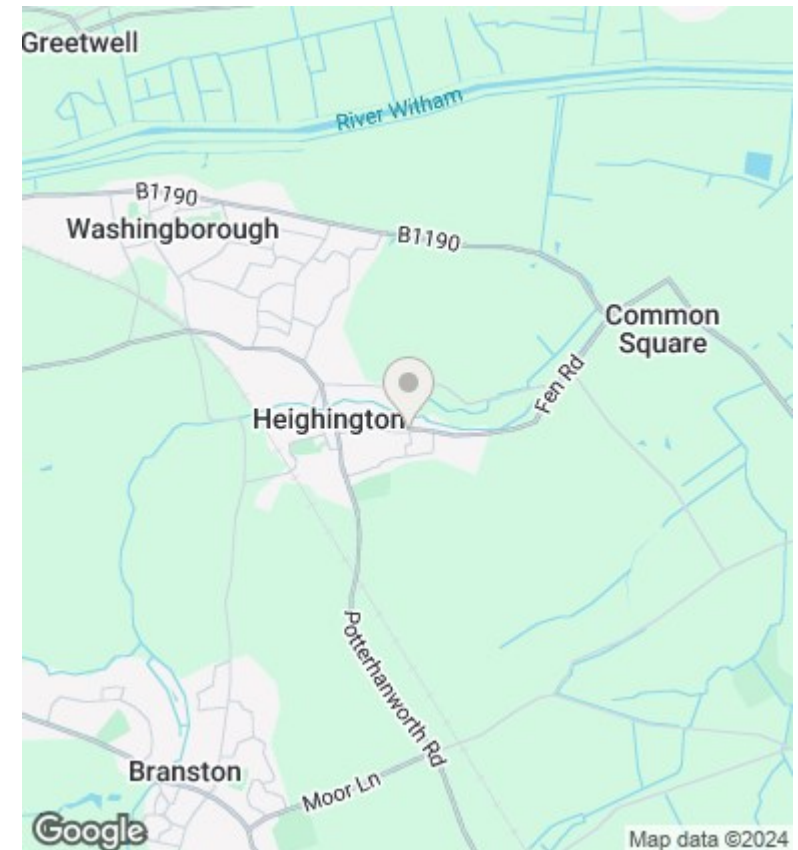 Greetwell
River Witham
B1190
Washingborough
B1190
Common
Square
Fen Rd
Heighington
Potterhanworth Rd
Branston
Moor Ln
Google
Map data ©2024